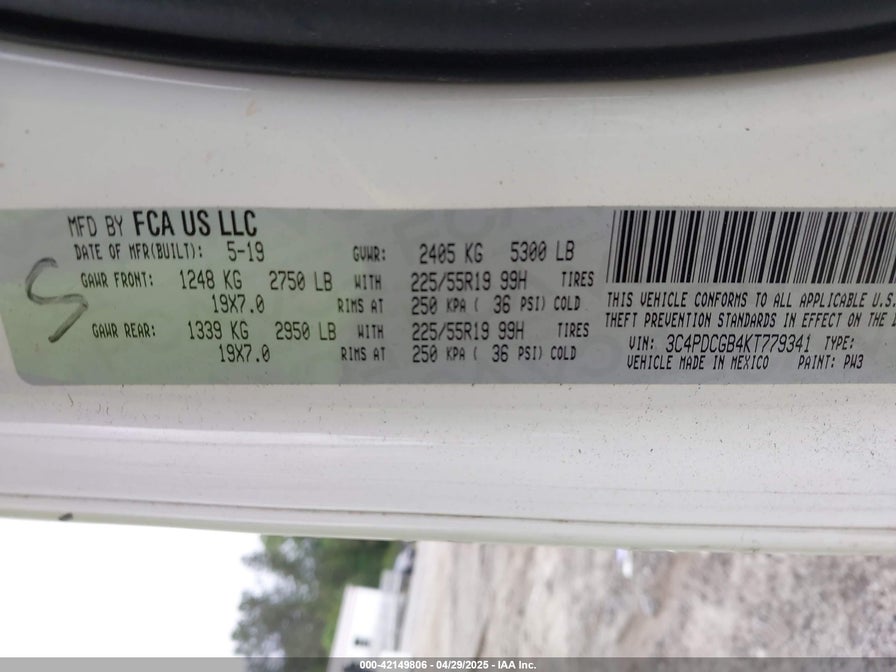 MFD BY FCA US LLC
DATE OF MFR(BUILT): 5-19 GVWR: 2405 KG 5300 LB
GAWR FRONT: 1248 KG 2750 LB WITH 225/55R19 99H TIRES
19X7.0 RIMS AT 250 KPA ( 36 PSI) COLD
GAWR REAR: 1339 KG 2950 LB WITH 225/55R19 99H TIRES
19X7.0 RIMS AT 250 KPA ( 36 PSI) COLD
THIS VEHICLE CONFORMS TO ALL APPLICABLE U.S.
THEFT PREVENTION STANDARDS IN EFFECT ON THE
VIN: 3C4PDCGB4KT779341 TYPE:
VEHICLE MADE IN MEXICO PAINT: PW3
000-42149806 - 04/29/2025 - IAA Inc.